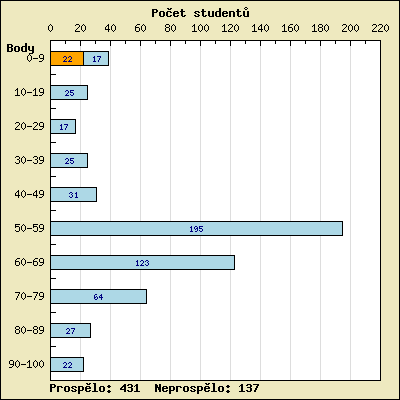 Počet studentů
0 20 40 60 80 100 120 140 160 180 200 220
Body
0-9 22 17
10-19 25
20-29 17
30-39 25
40-49 31
50-59 195
60-69 123
70-79 64
80-89 27
90-100 22
Prospělo: 431 Neprospělo: 137